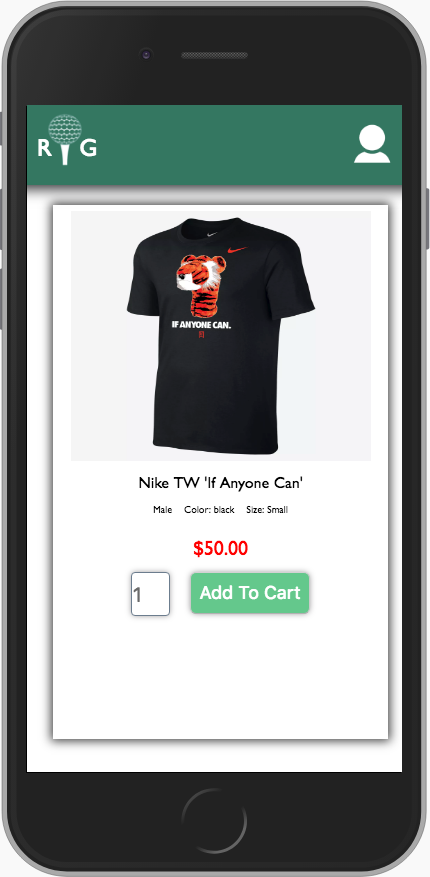 R G
IF ANYONE CAN.
Nike TW 'If Anyone Can'
Male Color: black Size: Small
$50.00
1 Add To Cart